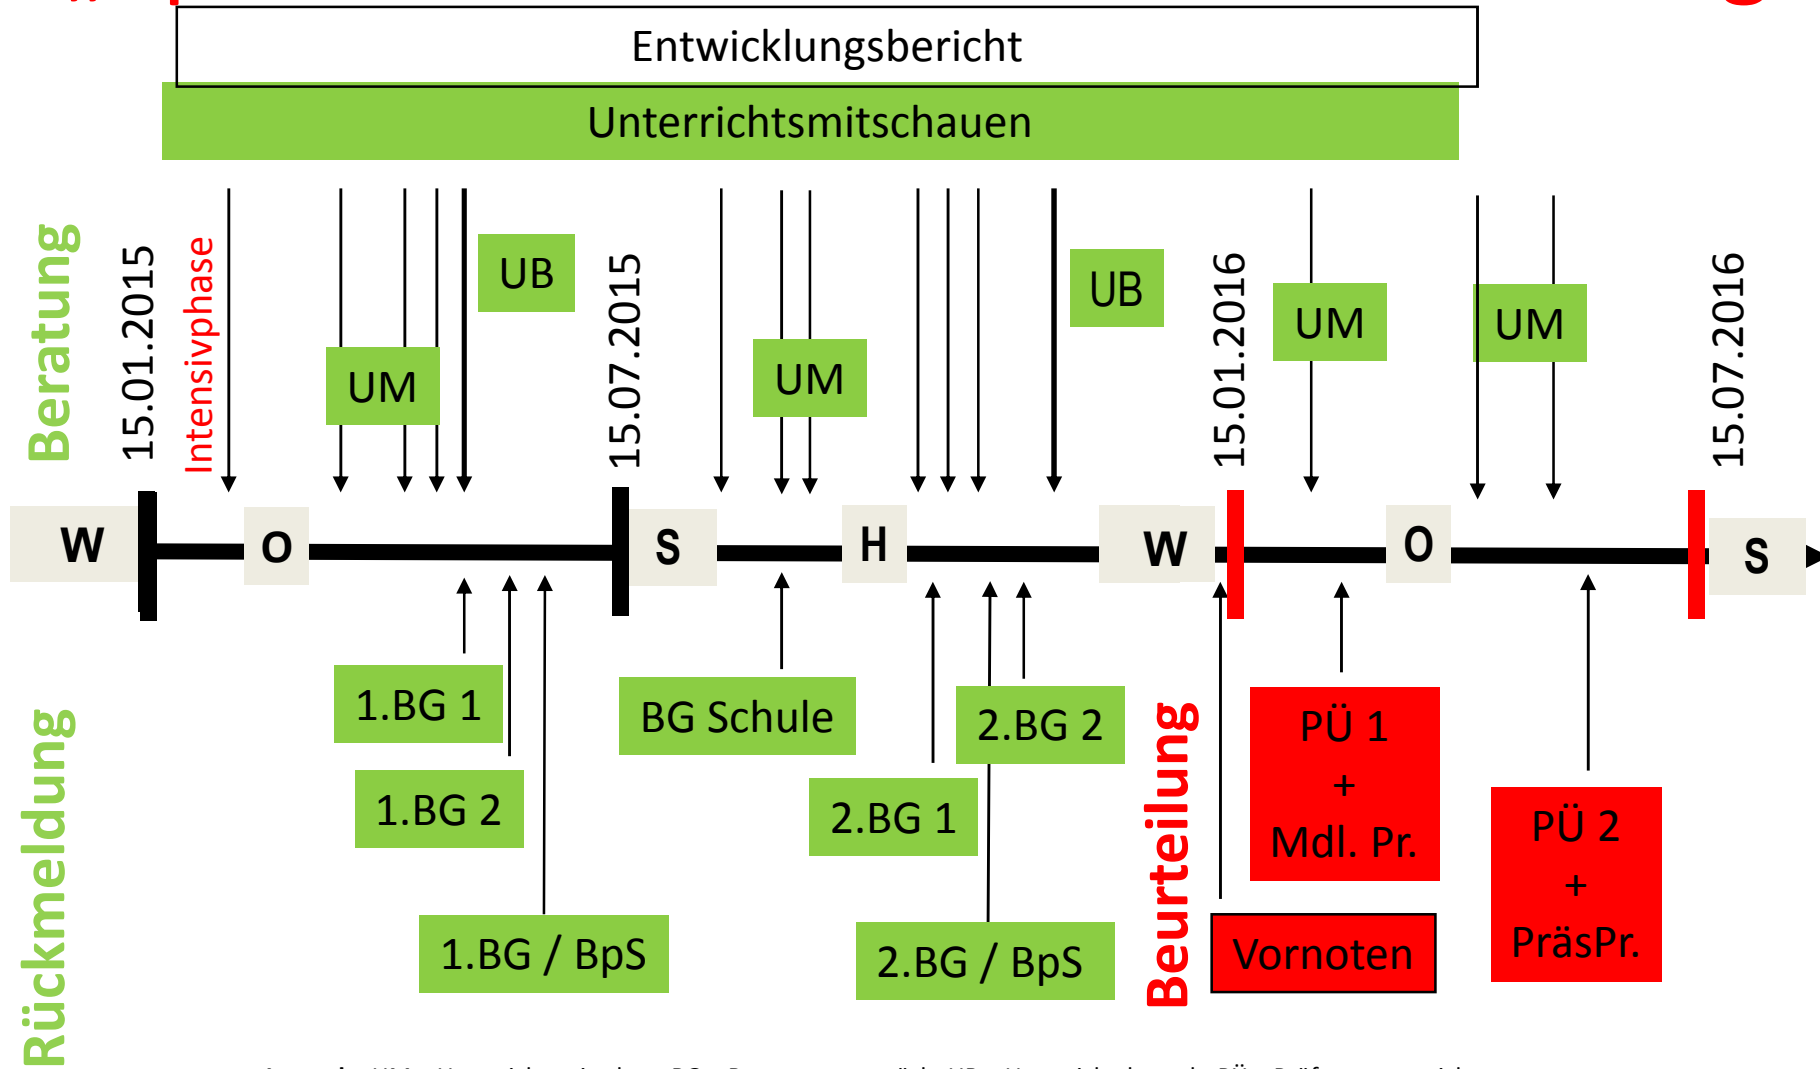 Entwicklungsbericht
Unterrichtsmitschauen
Beratung
15.01.2015
Intensivphase
UM
UB
15.07.2015
UM
UB
15.01.2016
UM
UM
15.07.2016
W
O
S
H
W
O
S
Rückmeldung
1.BG 1
1.BG 2
1.BG / BpS
BG Schule
2.BG 1
2.BG 2
2.BG / BpS
Beurteilung
Vornoten
PÜ 1
+
Mdl. Pr.
PÜ 2
+
PräsPr.